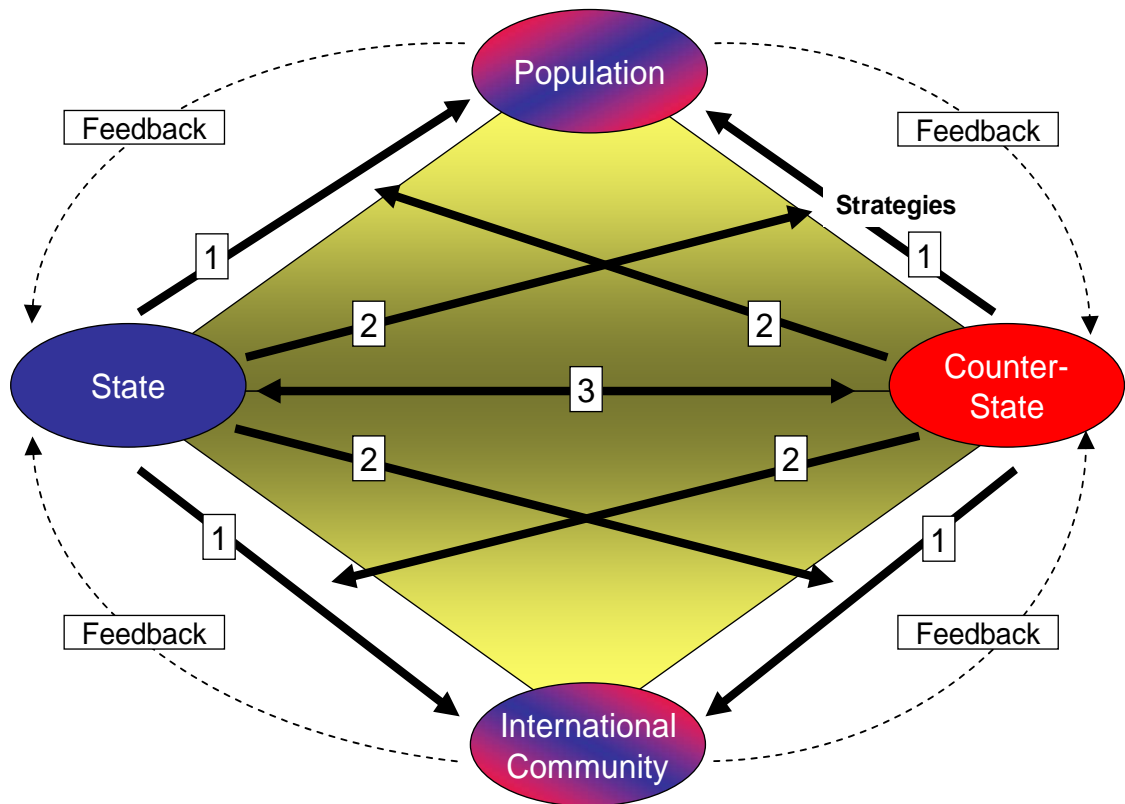 Population
Feedback
Feedback
Strategies
1
1
2
2
State
3
Counter-
State
2
2
1
1
Feedback
Feedback
International
Community